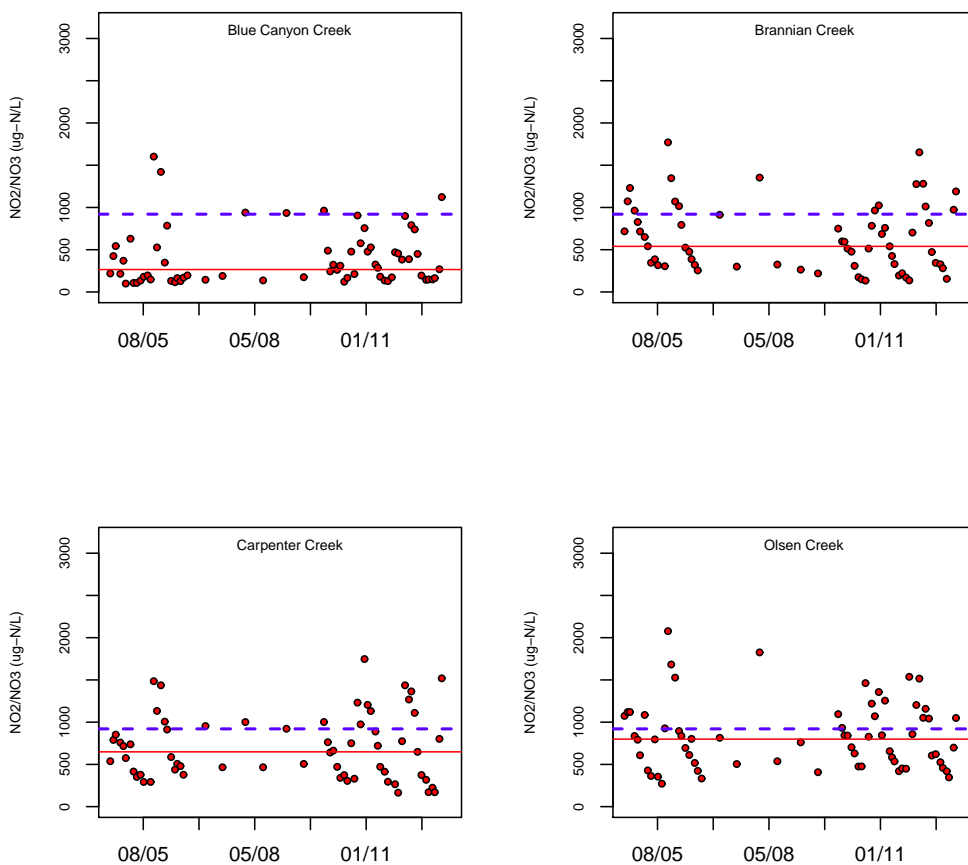 Blue Canyon Creek
NO2/NO3 (ug−N/L)
0 500 1000 2000 3000
08/05 05/08 01/11
Brannian Creek
NO2/NO3 (ug−N/L)
0 500 1000 2000 3000
08/05 05/08 01/11
Carpenter Creek
NO2/NO3 (ug−N/L)
0 500 1000 2000 3000
08/05 05/08 01/11
Olsen Creek
NO2/NO3 (ug−N/L)
0 500 1000 2000 3000
08/05 05/08 01/11